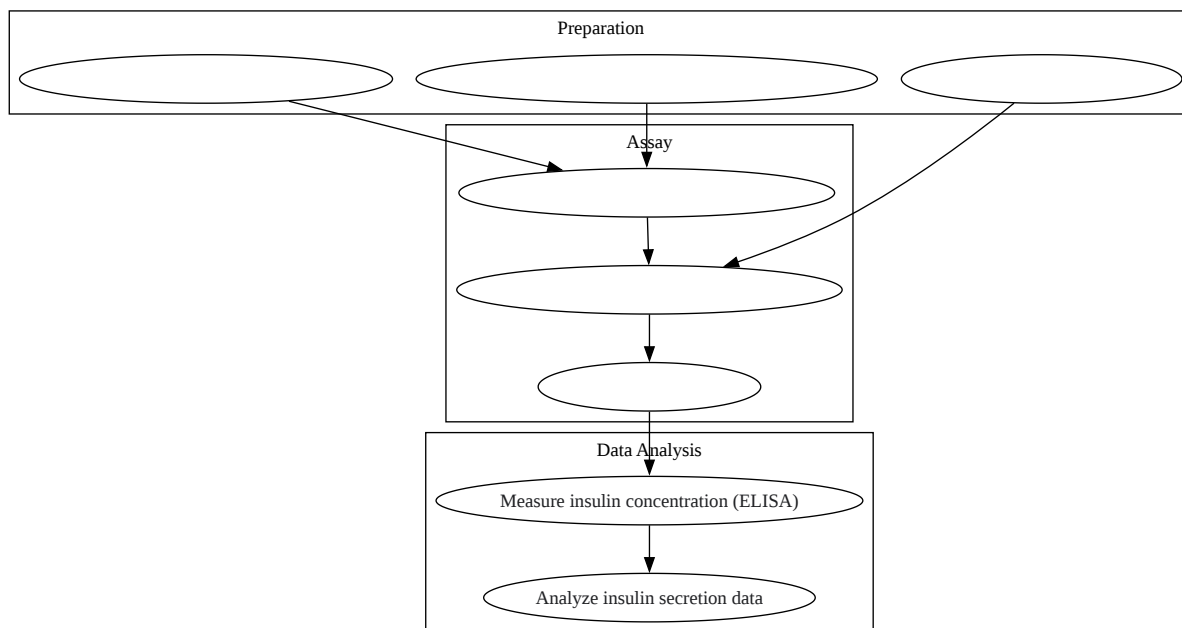 Preparation
Assay
Data Analysis
Measure insulin concentration (ELISA)
Analyze insulin secretion data